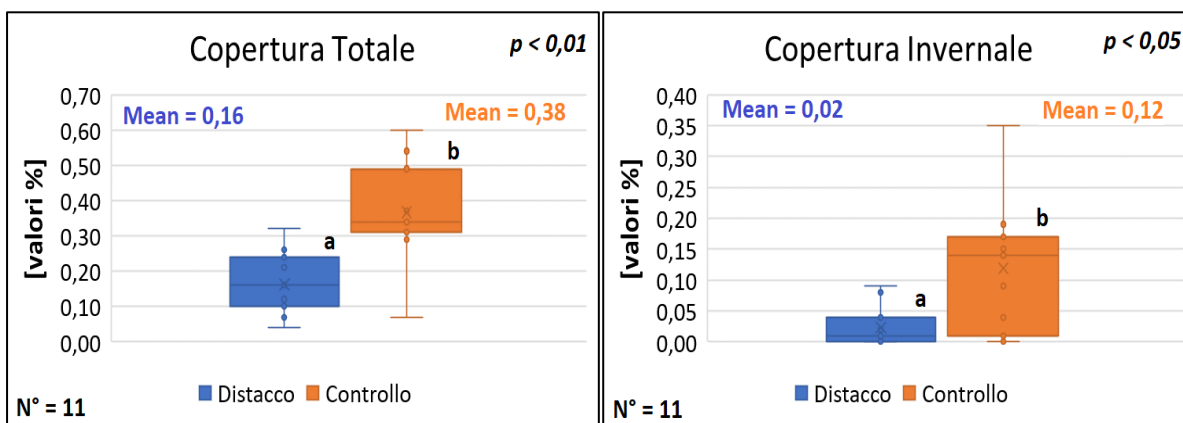 Copertura Totale
p < 0,01
Mean = 0,16
Mean = 0,38
[valori %]
0,70
0,60
0,50
0,40
0,30
0,20
0,10
0,00
a
b
Distacco
Controllo
N° = 11
Copertura Invernale
p < 0,05
Mean = 0,02
Mean = 0,12
[valori %]
0,40
0,35
0,30
0,25
0,20
0,15
0,10
0,05
0,00
a
b
Distacco
Controllo
N° = 11